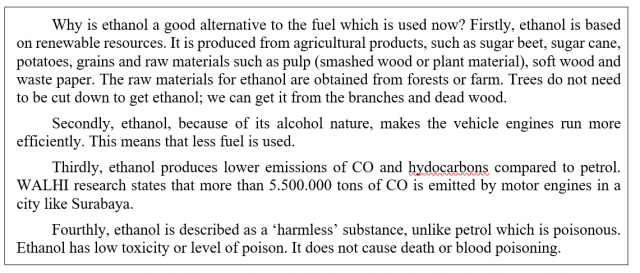 Why is ethanol a good alternative to the fuel which is used now? Firstly, ethanol is based
on renewable resources. It is produced from agricultural products, such as sugar beet, sugar cane,
potatoes, grains and raw materials such as pulp (smashed wood or plant material), soft wood and
waste paper. The raw materials for ethanol are obtained from forests or farm. Trees do not need
to be cut down to get ethanol; we can get it from the branches and dead wood.
Secondly, ethanol, because of its alcohol nature, makes the vehicle engines run more
efficiently. This means that less fuel is used.
Thirdly, ethanol produces lower emissions of CO and hydocarbons compared to petrol.
WALHI research states that more than 5.500.000 tons of CO is emitted by motor engines in a
city like Surabaya.
Fourthly, ethanol is described as a ‘harmless’ substance, unlike petrol which is poisonous.
Ethanol has low toxicity or level of poison. It does not cause death or blood poisoning.